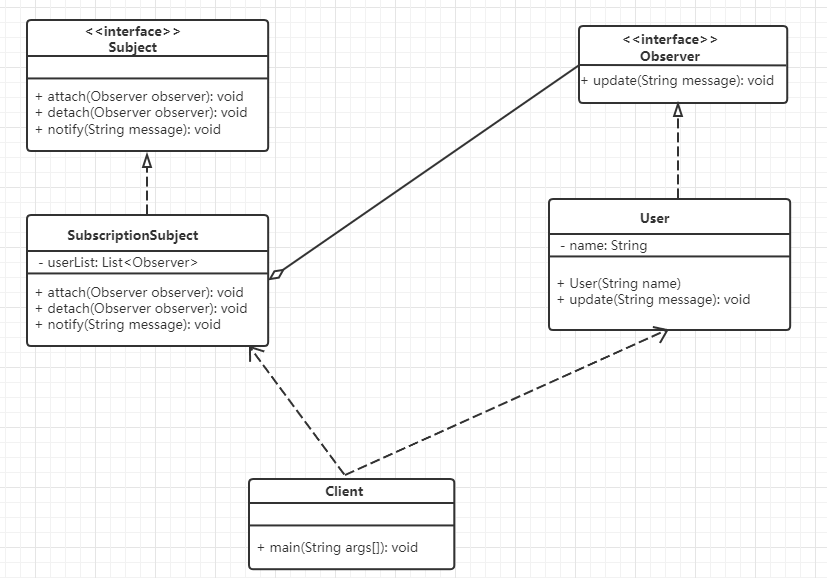 <<interface>>
Subject
+ attach(Observer observer): void
+ detach(Observer observer): void
+ notify(String message): void
<<interface>>
Observer
+ update(String message): void
SubscriptionSubject
- userList: List<Observer>
+ attach(Observer observer): void
+ detach(Observer observer): void
+ notify(String message): void
User
- name: String
+ User(String name)
+ update(String message): void
Client
+ main(String args[]): void